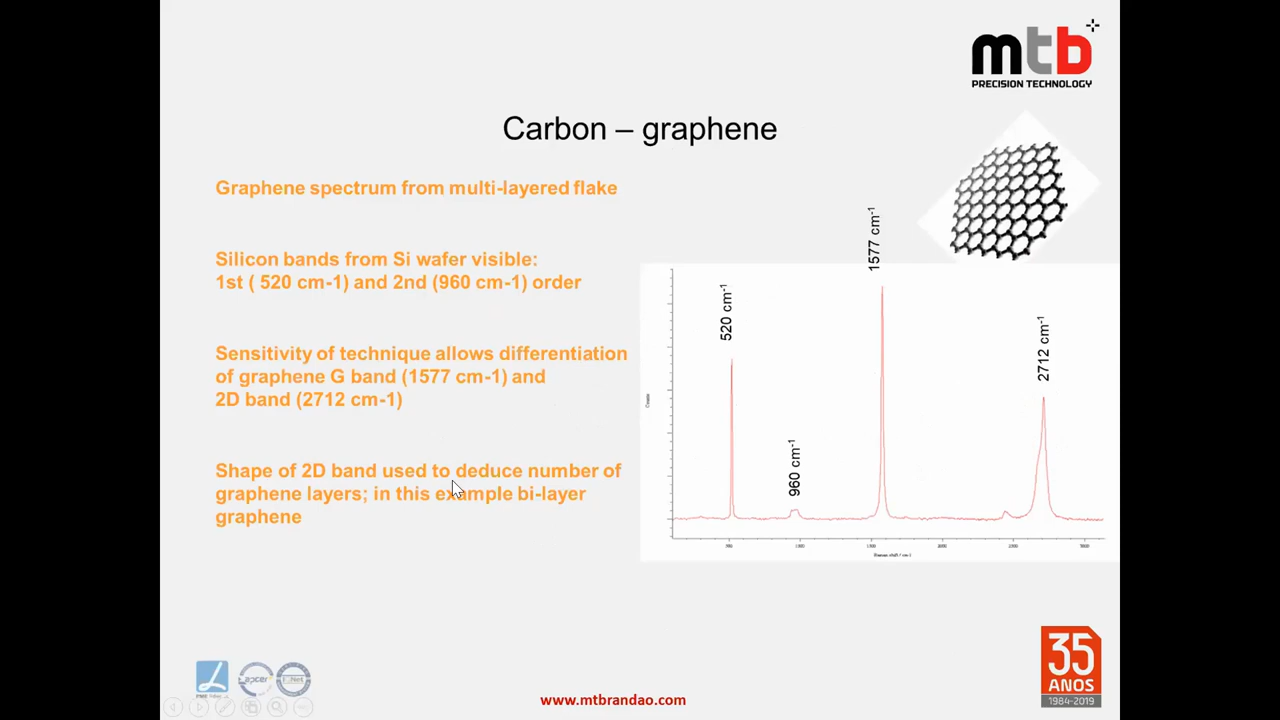 mtb
PRECISION TECHNOLOGY
Carbon – graphene
Graphene spectrum from multi-layered flake
Silicon bands from Si wafer visible:
1st ( 520 cm-1) and 2nd (960 cm-1) order
Sensitivity of technique allows differentiation
of graphene G band (1577 cm-1) and
2D band (2712 cm-1)
Shape of 2D band used to deduce number of
graphene layers; in this example bi-layer
graphene
520 cm-1
960 cm-1
1577 cm-1
2712 cm-1
apcer
www.mtbrandao.com
35
ANOS
1984-2019